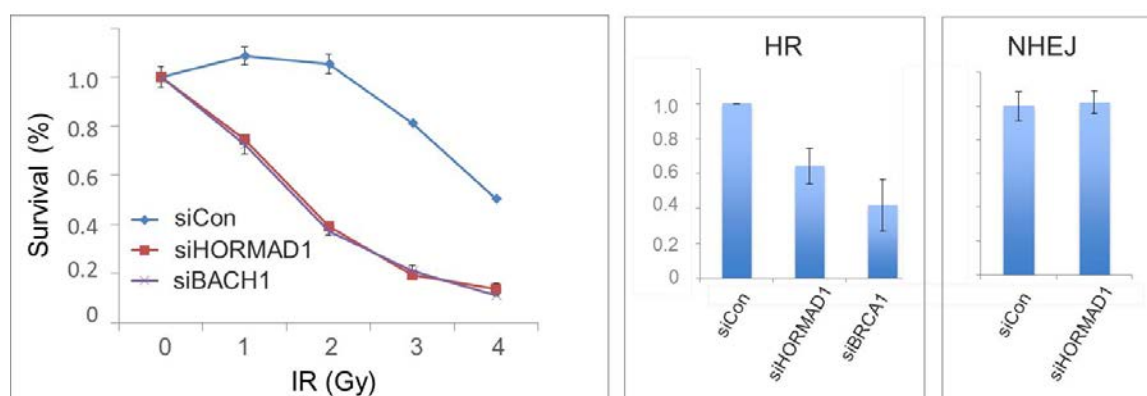 Survival (%)
1.0
0.8
0.6
0.4
0.2
0
siCon
siHORMAD1
siBACH1
0 1 2 3 4
IR (Gy)
HR
1.0
0.8
0.6
0.4
0.2
0
siCon
siHORMAD1
siBRCA1
NHEJ
siCon
siHORMAD1